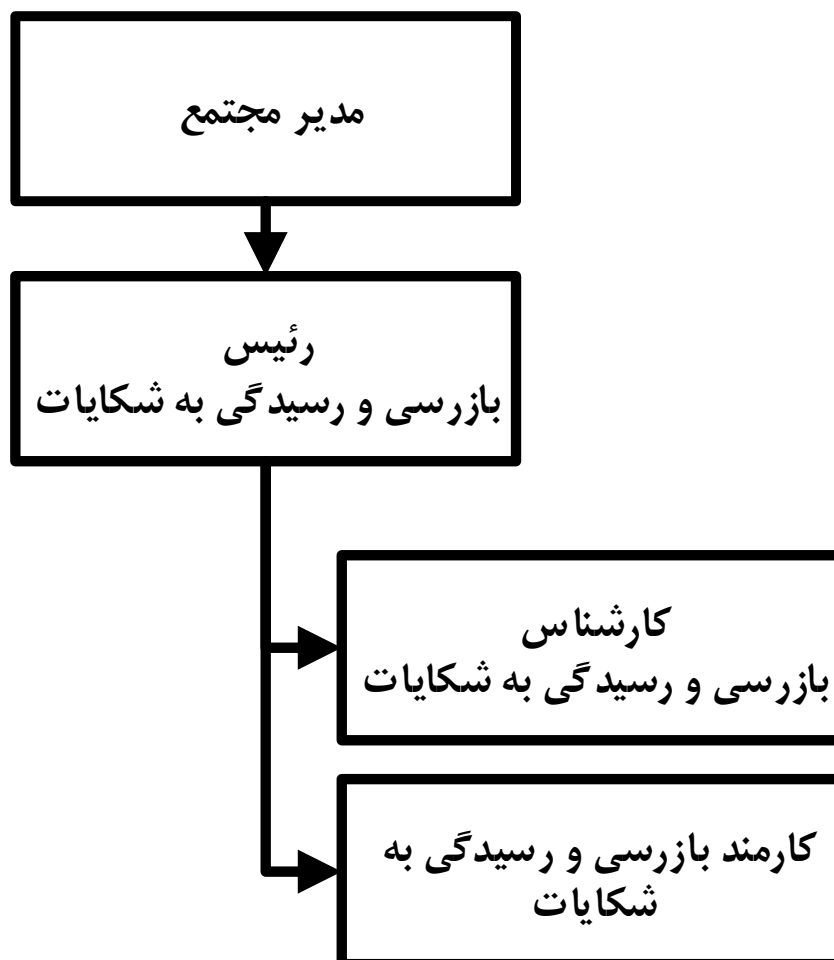 مدیر مجتمع
رئیس
بازرسی و رسیدگی به شکایات
کارشناس
بازرسی و رسیدگی به شکایات
کارمند بازرسی و رسیدگی به
شکایات